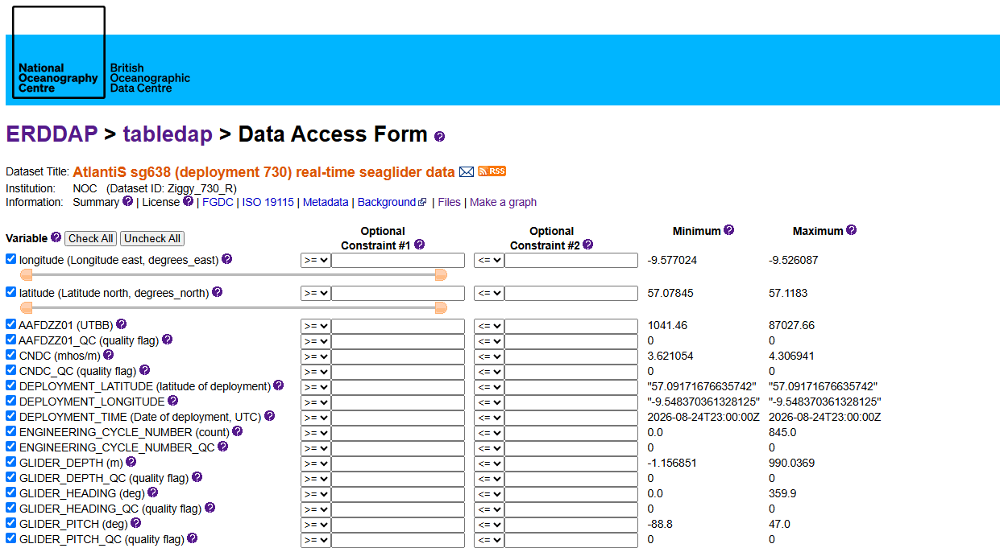 National
Oceanography
Centre
British
Oceanographic
Data Centre
ERDDAP > tabledap > Data Access Form ?
Dataset Title: AtlantiS sg638 (deployment 730) real-time seaglider data RSS
Institution: NOC (Dataset ID: Ziggy_730_R)
Information: Summary ? | License ? | FGDC | ISO 19115 | Metadata | Background | Files | Make a graph
Variable ? Check All Uncheck All Optional Constraint #1 ? Optional Constraint #2 ? Minimum ? Maximum ?
longitude (Longitude east, degrees_east) ? >= <= -9.577024 -9.526087
latitude (Latitude north, degrees_north) ? >= <= 57.07845 57.1183
AAFDZZ01 (UTBB) ? >= <= 1041.46 87027.66
AAFDZZ01_QC (quality flag) ? >= <= 0 0
CNDC (mhos/m) ? >= <= 3.621054 4.306941
CNDC_QC (quality flag) ? >= <= 0 0
DEPLOYMENT_LATITUDE (latitude of deployment) ? >= <= "57.09171676635742" "57.09171676635742"
DEPLOYMENT_LONGITUDE ? >= <= "-9.548370361328125" "-9.548370361328125"
DEPLOYMENT_TIME (Date of deployment, UTC) ? >= <= 2026-08-24T23:00:00Z 2026-08-24T23:00:00Z
ENGINEERING_CYCLE_NUMBER (count) ? >= <= 0.0 845.0
ENGINEERING_CYCLE_NUMBER_QC ? >= <= 0 0
GLIDER_DEPTH (m) ? >= <= -1.156851 990.0369
GLIDER_DEPTH_QC (quality flag) ? >= <= 0 0
GLIDER_HEADING (deg) ? >= <= 0.0 359.9
GLIDER_HEADING_QC (quality flag) ? >= <= 0 0
GLIDER_PITCH (deg) ? >= <= -88.8 47.0
GLIDER_PITCH_QC (quality flag) ? >= <= 0 0